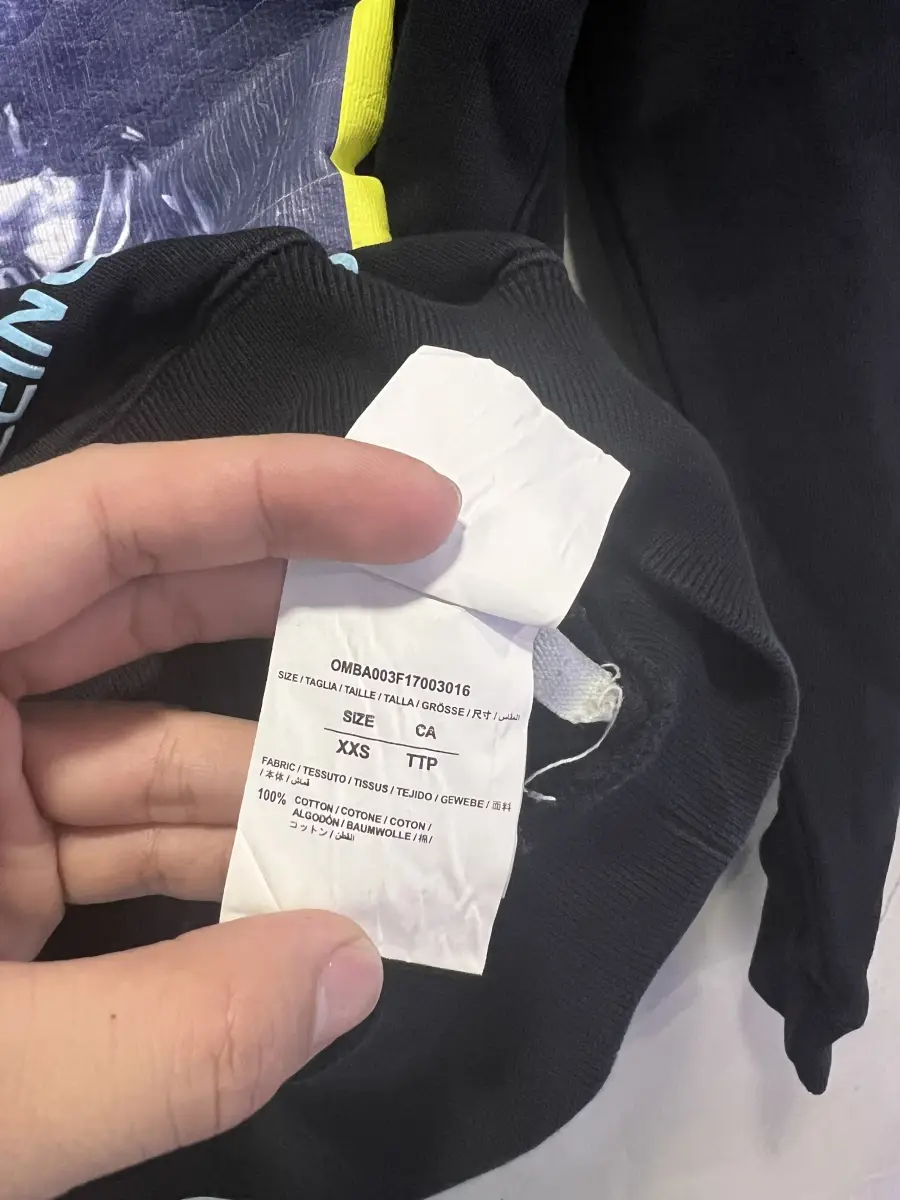 EIN
OMBA003F17003016
SIZE / TAGLIA / TAILLE / TALLA / GRÖSSE / 尺寸 / المقاس
SIZE CA
XXS TTP
FABRIC / TESSUTO / TISSUS / TEJIDO / GEWEBE / 面料
/ 本体 / قماش
100% COTTON / COTONE / COTON /
ALGODÓN / BAUMWOLLE / 棉 /
コットン / القطن